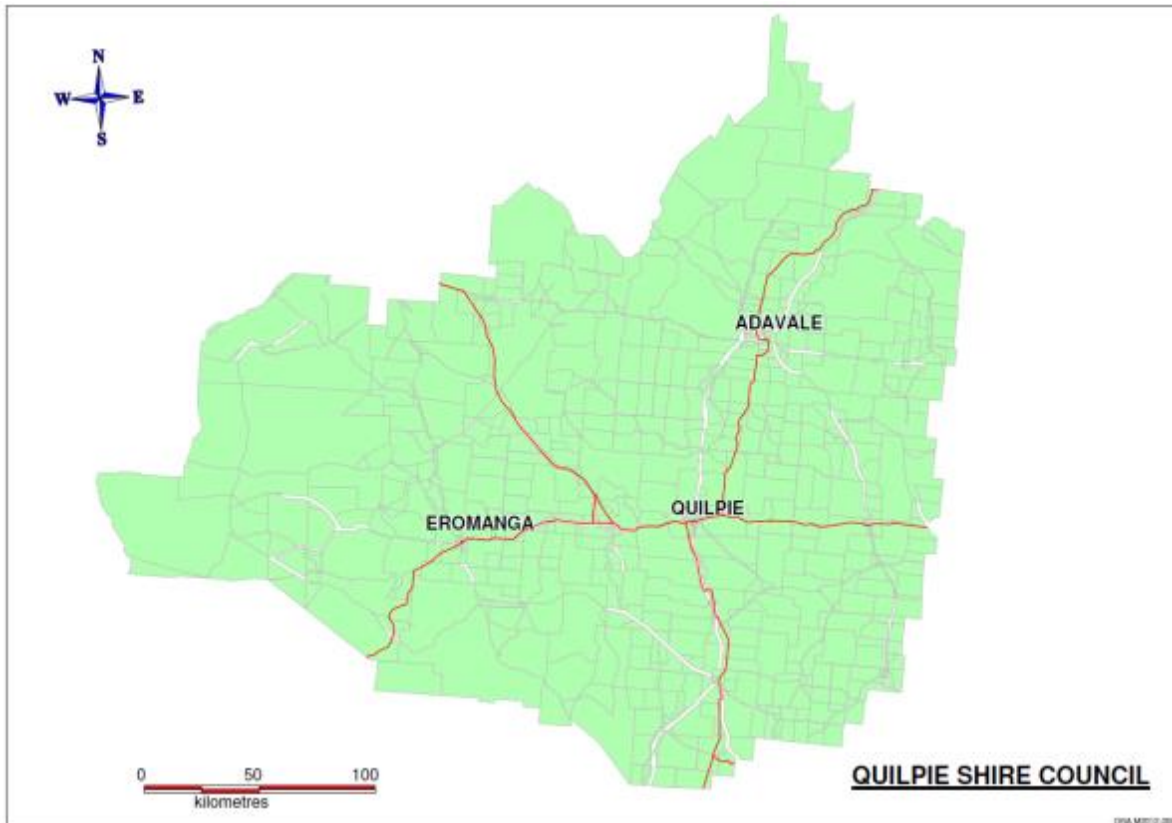 N
W E
S
ADAVALE
QUILPIE
EROMANGA
0 50 100
kilometres
QUILPIE SHIRE COUNCIL